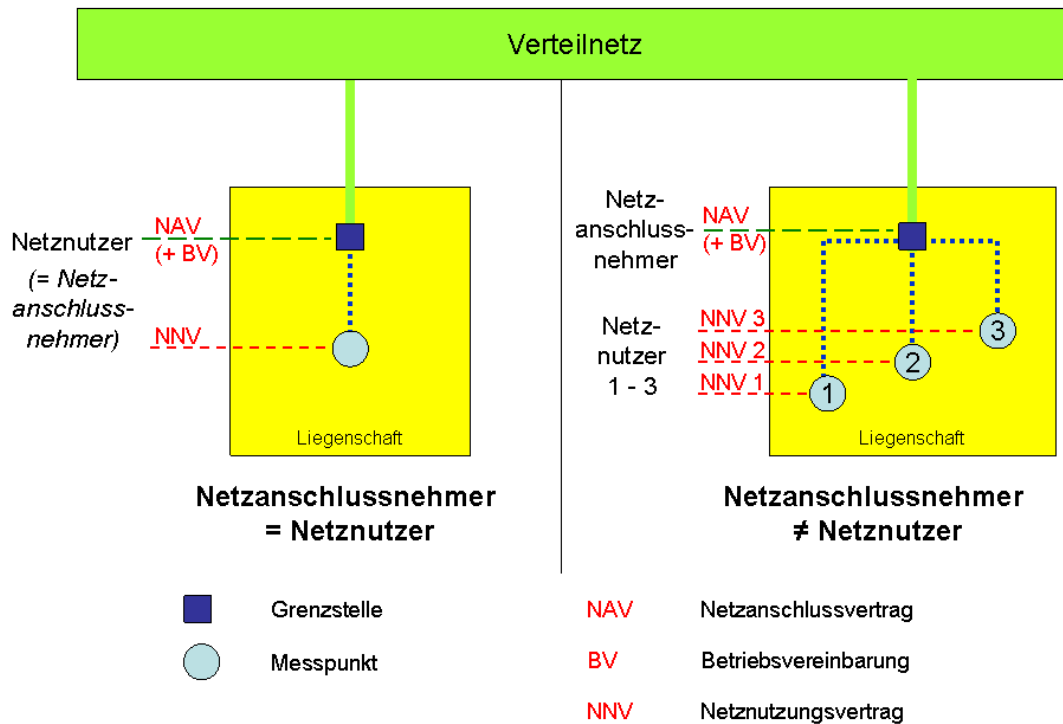 Verteilnetz
Netznutzer
(= Netz-
anschluss-
nehmer)
NAV
(+ BV)
NNV
Liegenschaft
Netzanschlussnehmer
= Netznutzer
Netz-
anschluss-
nehmer
NAV
(+ BV)
Netz-
nutzer
1 - 3
NNV 3
NNV 2
NNV 1
3
2
1
Liegenschaft
Netzanschlussnehmer
≠ Netznutzer
Grenzstelle
Messpunkt
NAV Netzanschlussvertrag
BV Betriebsvereinbarung
NNV Netznutzungsvertrag